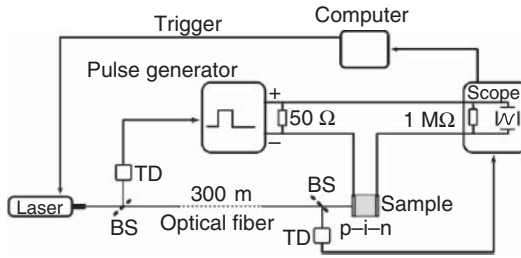 Computer
Trigger
Pulse generator
Scope
+
50 Ω
1 MΩ
−
TD
300 m
BS
Laser
Sample
BS
Optical fiber
TD
p–i–n